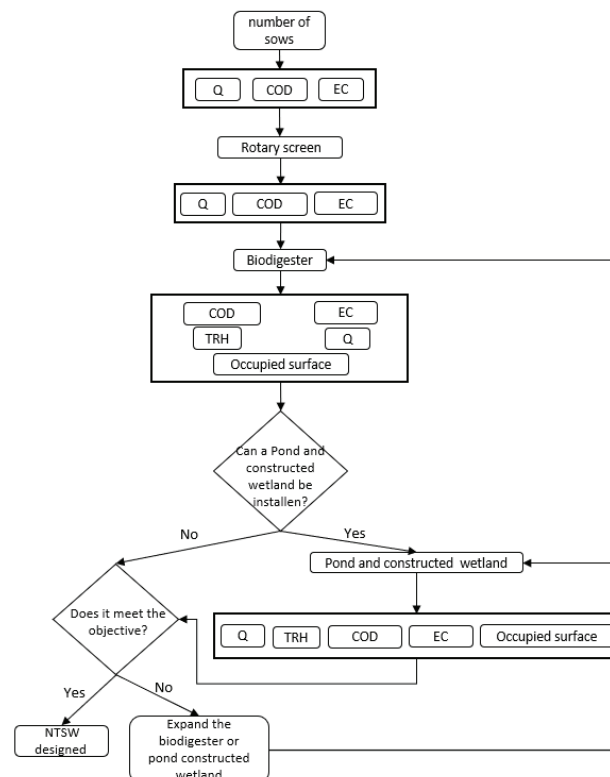 number of
sows
Q COD EC
Rotary screen
Q COD EC
Biodigester
COD EC
TRH Q
Occupied surface
Can a Pond and
constructed
wetland be
installen?
No Yes
Pond and constructed wetland
Does it meet the
objective?
Q TRH COD EC Occupied surface
Yes No
NTSW
designed
Expand the
biodigester or
pond constructed
wetland